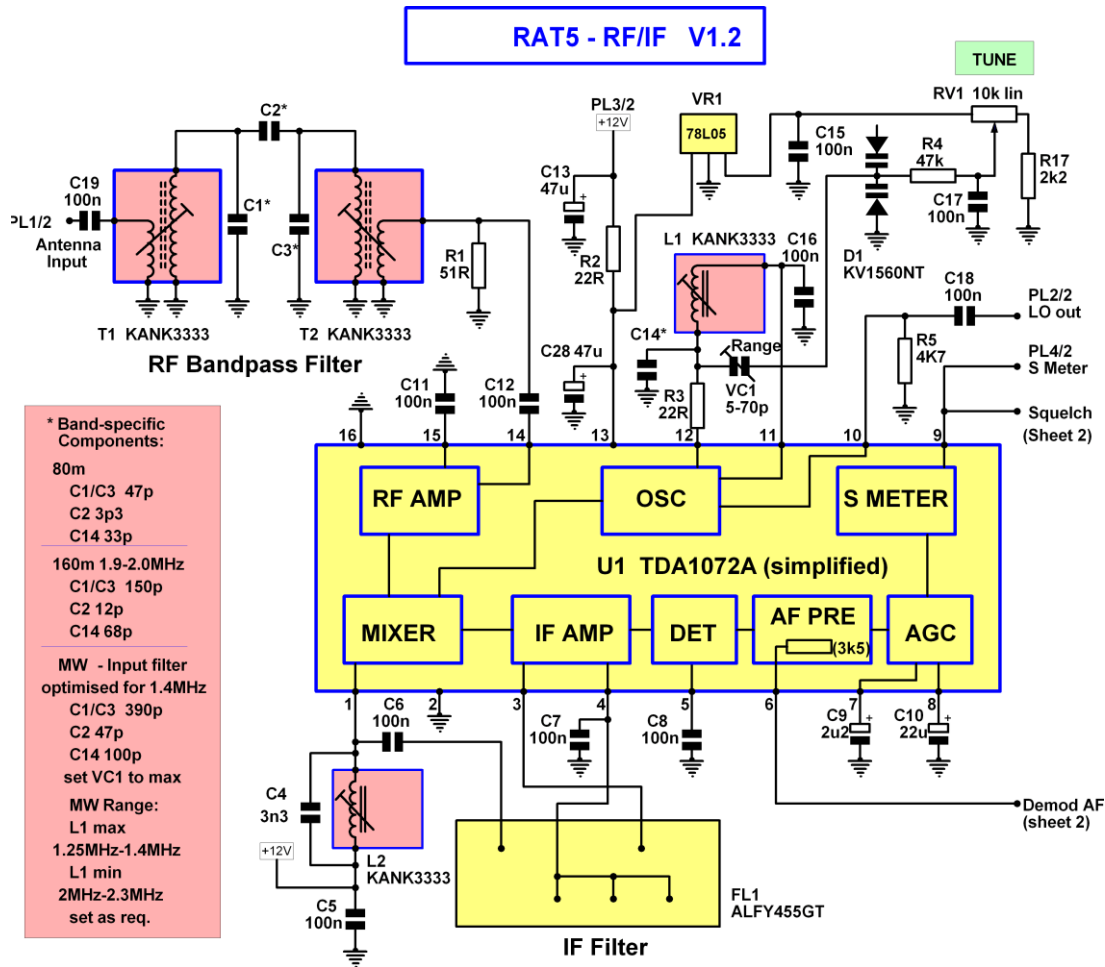 RAT5 - RF/IF V1.2
TUNE
RV1 10k lin
PL3/2
+12V
VR1
78L05
C2*
C15
100n
R4
47k
R17
2k2
C19
100n
C13
47u
+
C17
100n
PL1/2
Antenna
Input
C1*
C3*
R1
51R
R2
22R
L1 KANK3333
C16
100n
D1
KV1560NT
C18
100n
PL2/2
LO out
T1 KANK3333
T2 KANK3333
RF Bandpass Filter
C14*
Range
VC1
5-70p
R5
4K7
PL4/2
S Meter
C28 47u
+
R3
22R
C11
100n
C12
100n
Squelch
(Sheet 2)
16
15
14
13
12
11
10
9
* Band-specific
Components:
80m
C1/C3 47p
C2 3p3
C14 33p
160m 1.9-2.0MHz
C1/C3 150p
C2 12p
C14 68p
MW - Input filter
optimised for 1.4MHz
C1/C3 390p
C2 47p
C14 100p
set VC1 to max
MW Range:
L1 max
1.25MHz-1.4MHz
L1 min
2MHz-2.3MHz
set as req.
RF AMP
OSC
S METER
U1 TDA1072A (simplified)
MIXER
IF AMP
DET
AF PRE
(3k5)
AGC
1
2
3
4
5
6
7
8
C6
100n
C7
100n
C8
100n
C9
2u2
+
C10
22u
+
C4
3n3
+12V
L2
KANK3333
C5
100n
Demod AF
(sheet 2)
FL1
ALFY455GT
IF Filter